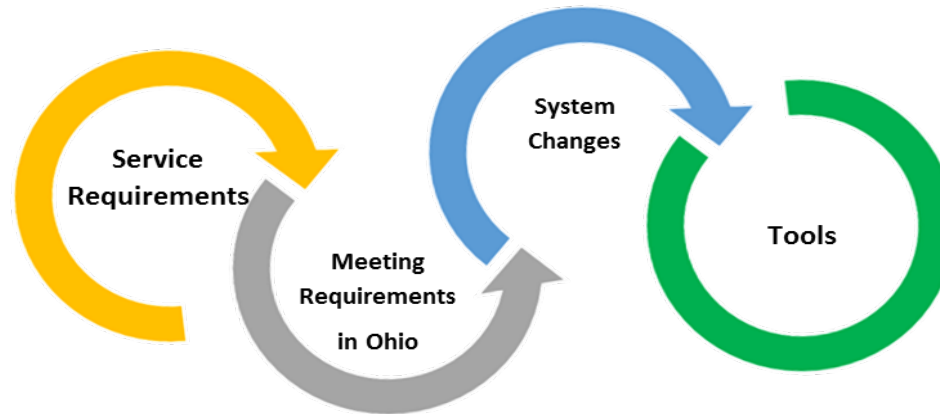 Service
Requirements
Meeting
Requirements
in Ohio
System
Changes
Tools